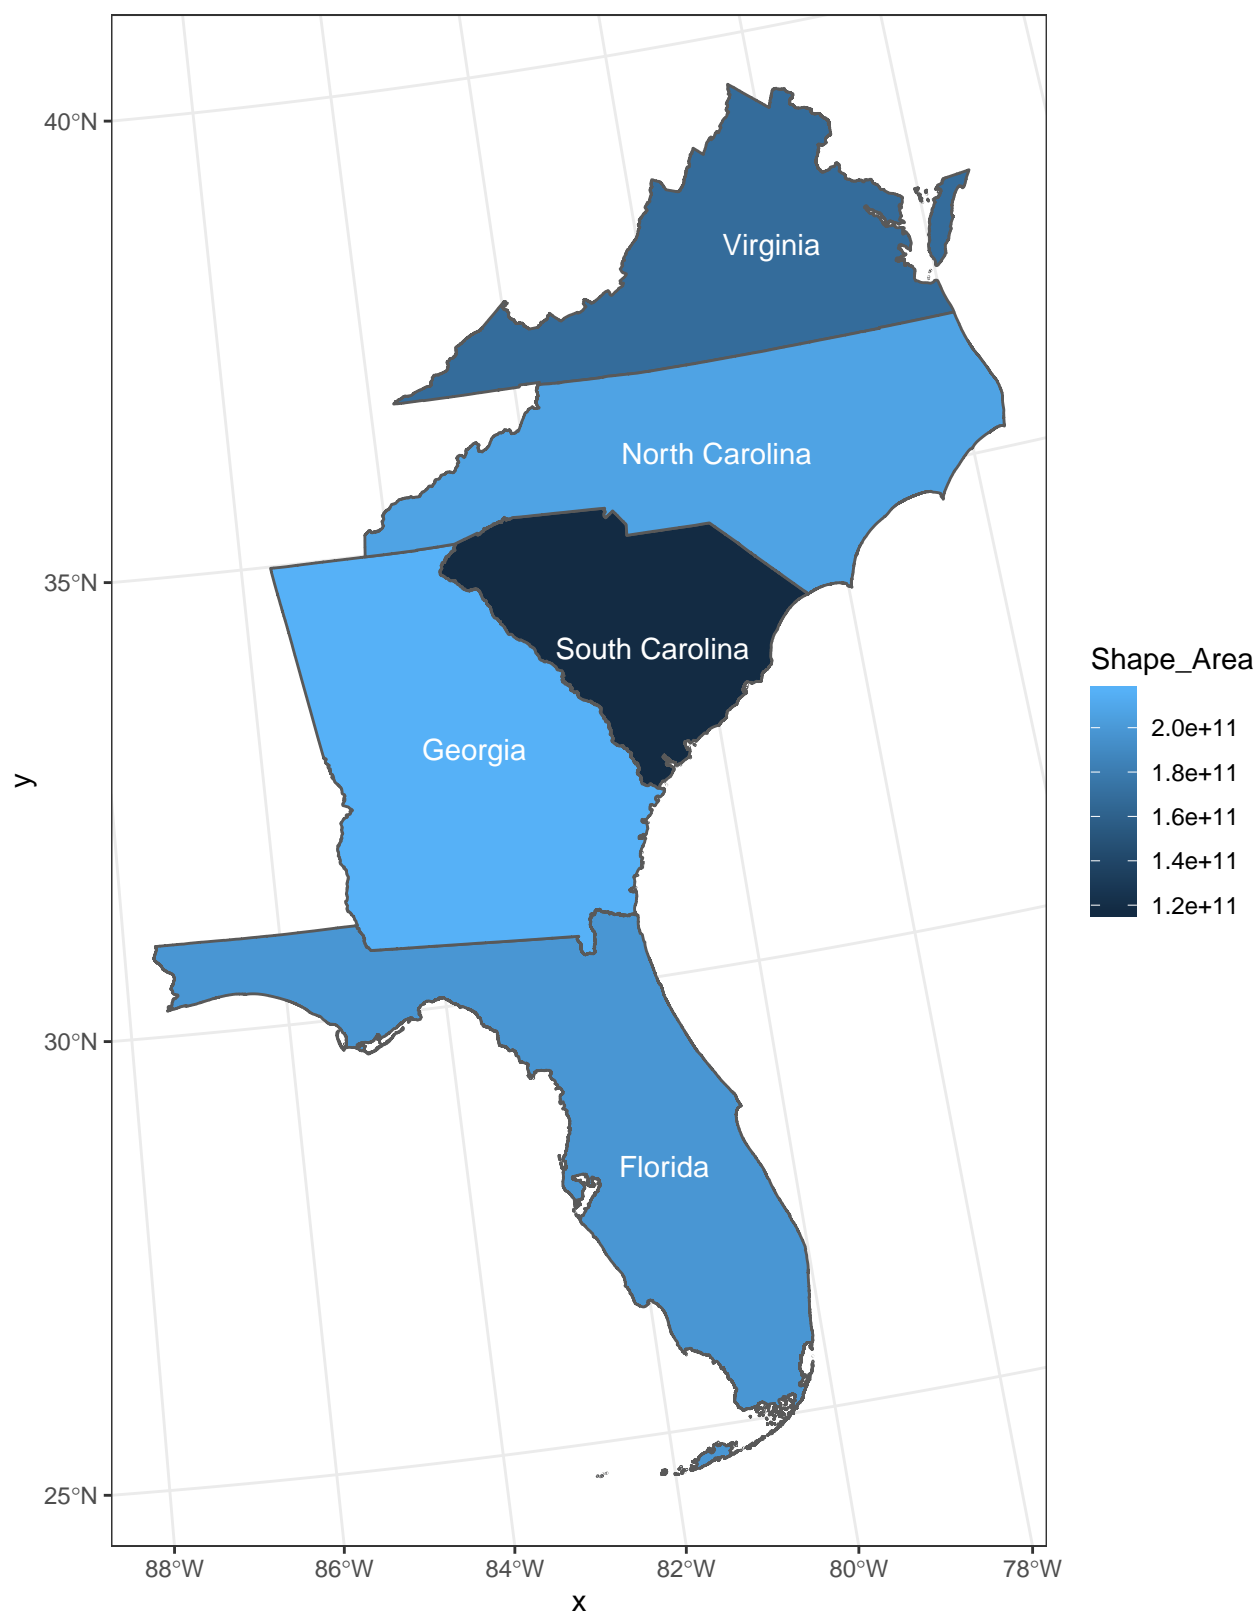 40°N
35°N
30°N
25°N
y
Virginia
North Carolina
South Carolina
Georgia
Florida
88°W 86°W 84°W 82°W 80°W 78°W
x
Shape_Area
2.0e+11
1.8e+11
1.6e+11
1.4e+11
1.2e+11